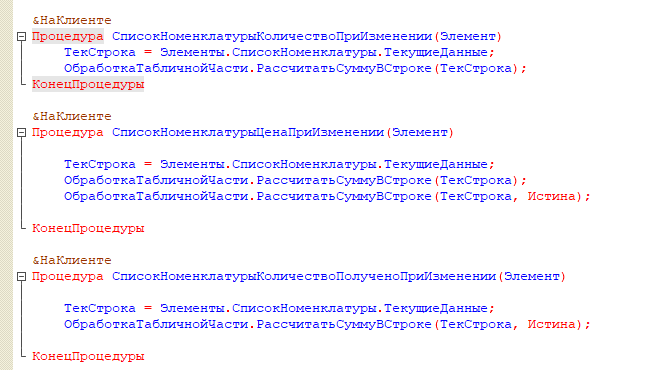 &НаКлиенте
Процедура СписокНоменклатурыКоличествоПриИзменении(Элемент)
ТекСтрока = Элементы.СписокНоменклатуры.ТекущиеДанные;
ОбработкаТабличнойЧасти.РассчитатьСуммуВСтроке(ТекСтрока);
КонецПроцедуры
&НаКлиенте
Процедура СписокНоменклатурыЦенаПриИзменении(Элемент)
ТекСтрока = Элементы.СписокНоменклатуры.ТекущиеДанные;
ОбработкаТабличнойЧасти.РассчитатьСуммуВСтроке(ТекСтрока);
ОбработкаТабличнойЧасти.РассчитатьСуммуВСтроке(ТекСтрока, Истина);
КонецПроцедуры
&НаКлиенте
Процедура СписокНоменклатурыКоличествоПолученоПриИзменении(Элемент)
ТекСтрока = Элементы.СписокНоменклатуры.ТекущиеДанные;
ОбработкаТабличнойЧасти.РассчитатьСуммуВСтроке(ТекСтрока, Истина);
КонецПроцедуры